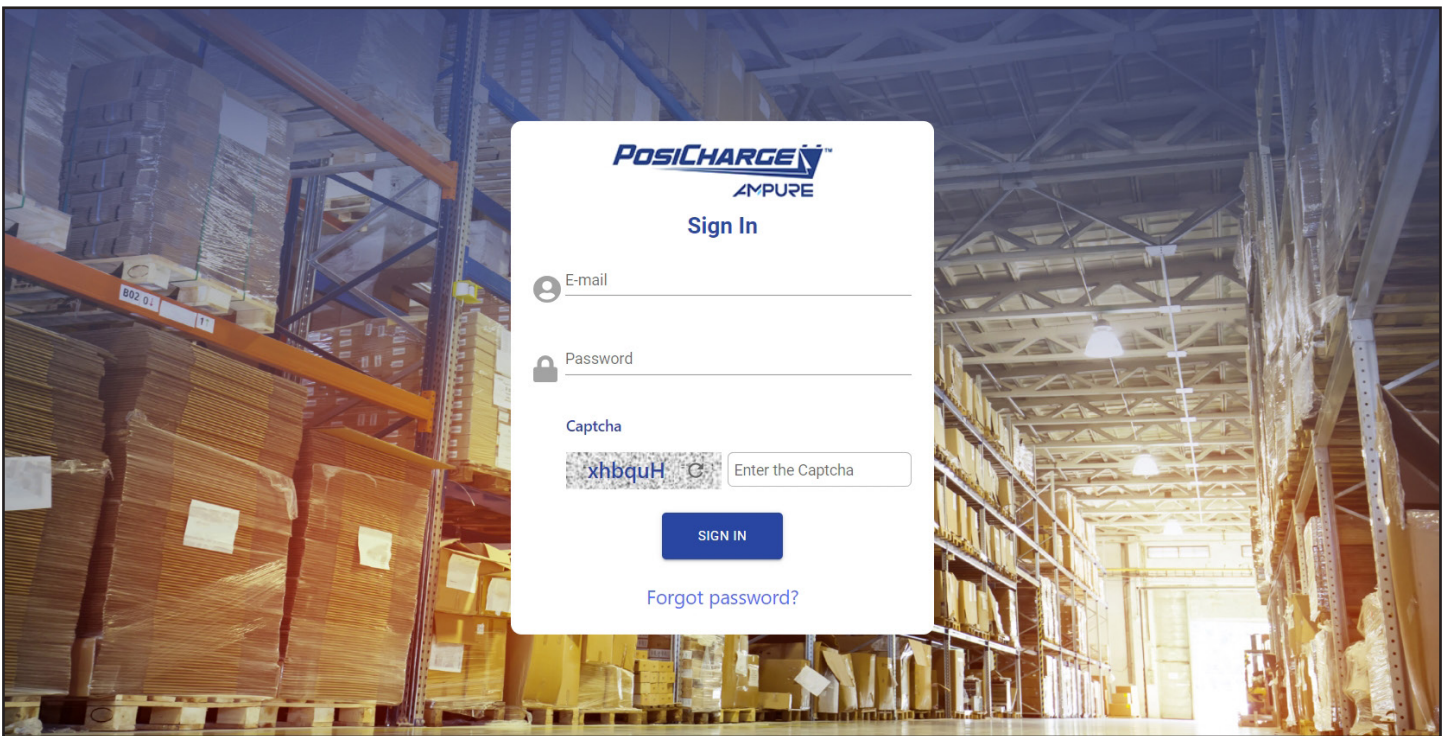 POSICHARGE™
AMPURE
Sign In
E-mail
Password
Captcha
xhbquH
Enter the Captcha
SIGN IN
Forgot password?
B02 01